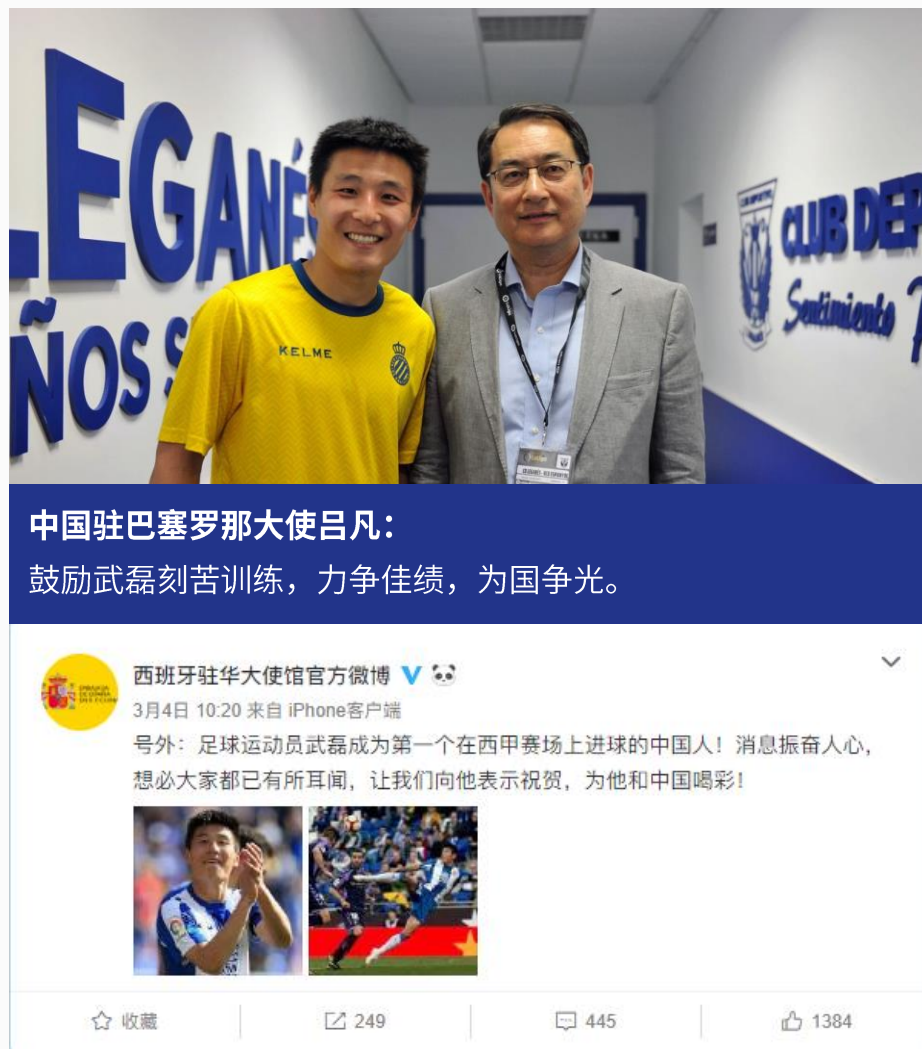 LEGANÉS
AÑOS S
KELME
CLUB DEP
Sentimiento
中国驻巴塞罗那大使吕凡：
鼓励武磊刻苦训练，力争佳绩，为国争光。
西班牙驻华大使馆官方微博
3月4日 10:20 来自 iPhone客户端
号外：足球运动员武磊成为第一个在西甲赛场上进球的中国人！消息振奋人心，
想必大家都已有所耳闻，让我们向他表示祝贺，为他和中国喝彩！
收藏
249
445
1384